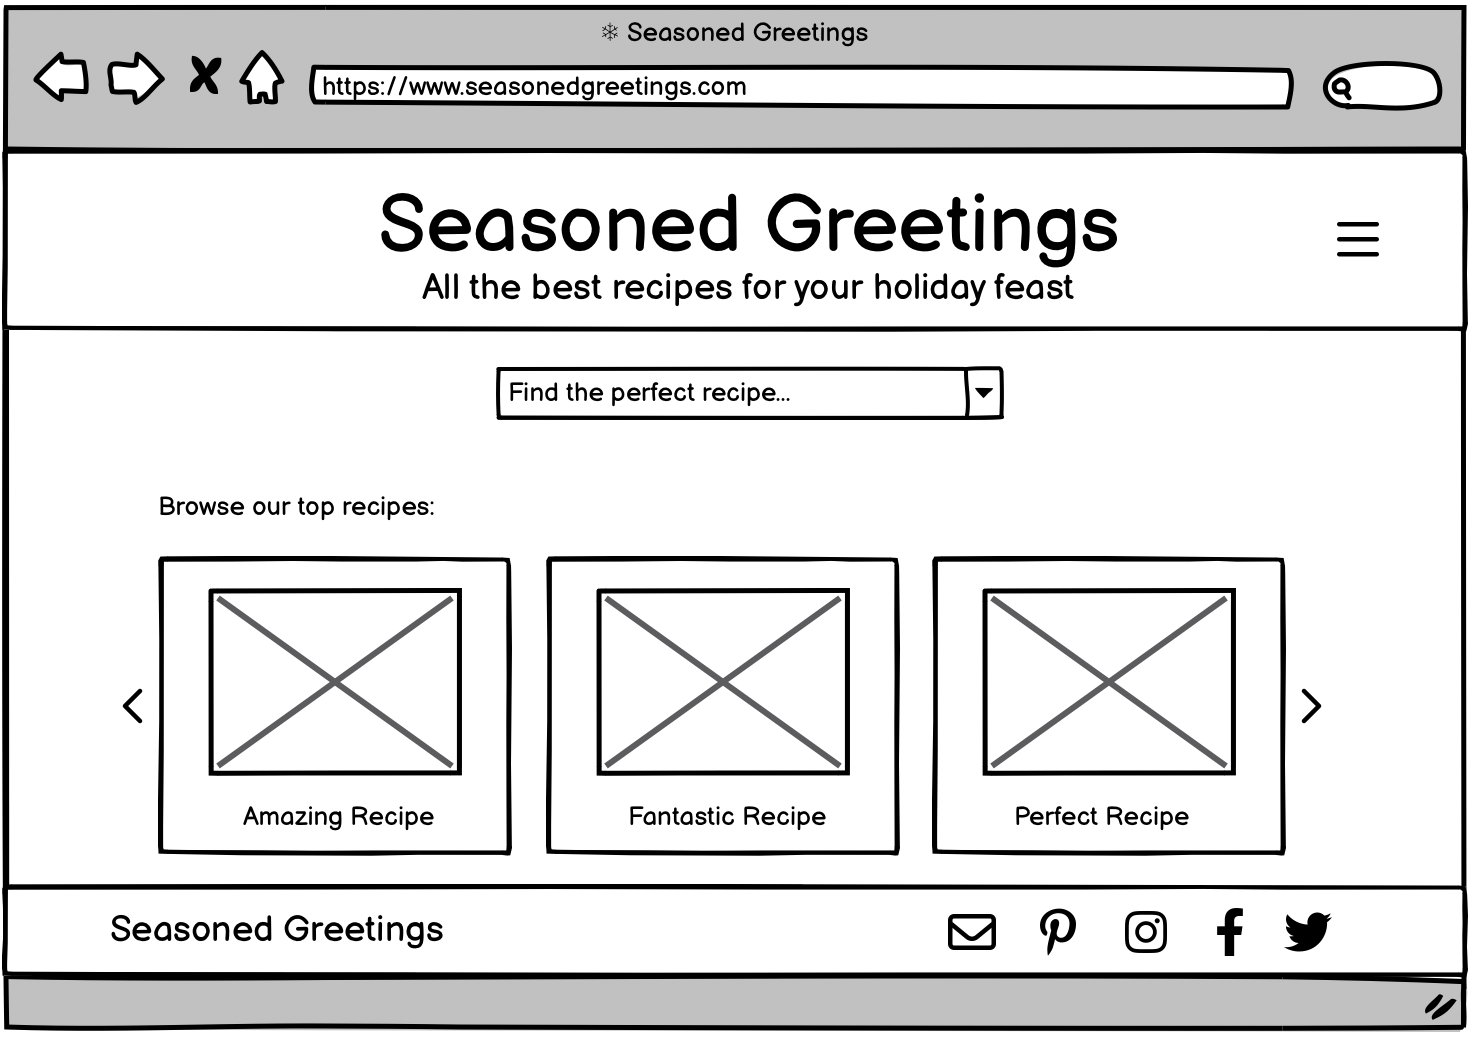 ❄ Seasoned Greetings
https://www.seasonedgreetings.com
Seasoned Greetings
All the best recipes for your holiday feast
Find the perfect recipe...
Browse our top recipes:
Amazing Recipe
Fantastic Recipe
Perfect Recipe
Seasoned Greetings